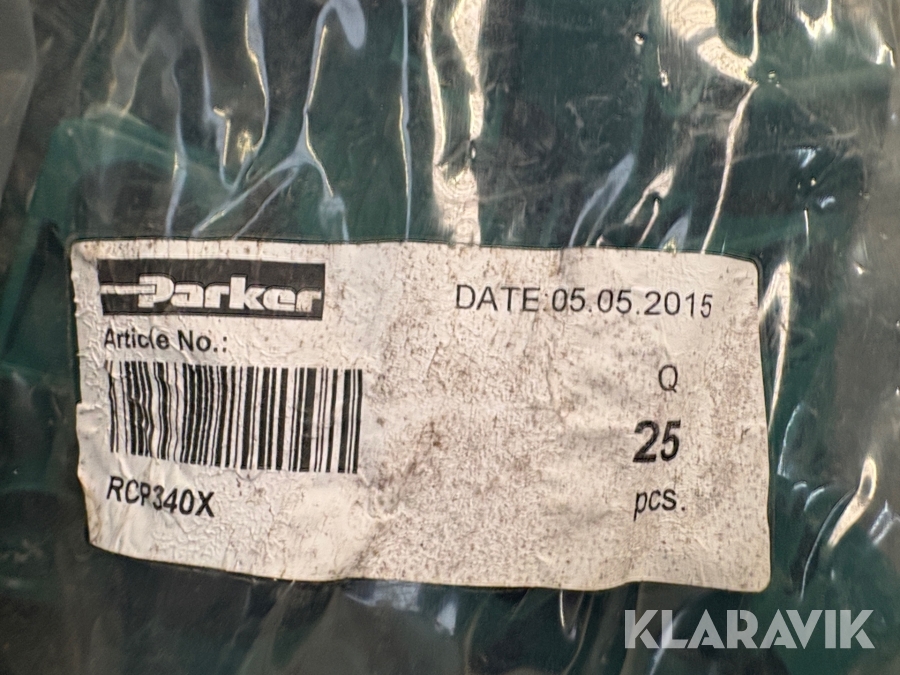 Parker
DATE:05.05.2015
Article No.:
Q
25
RCP340X
pcs.
KLARAVIK